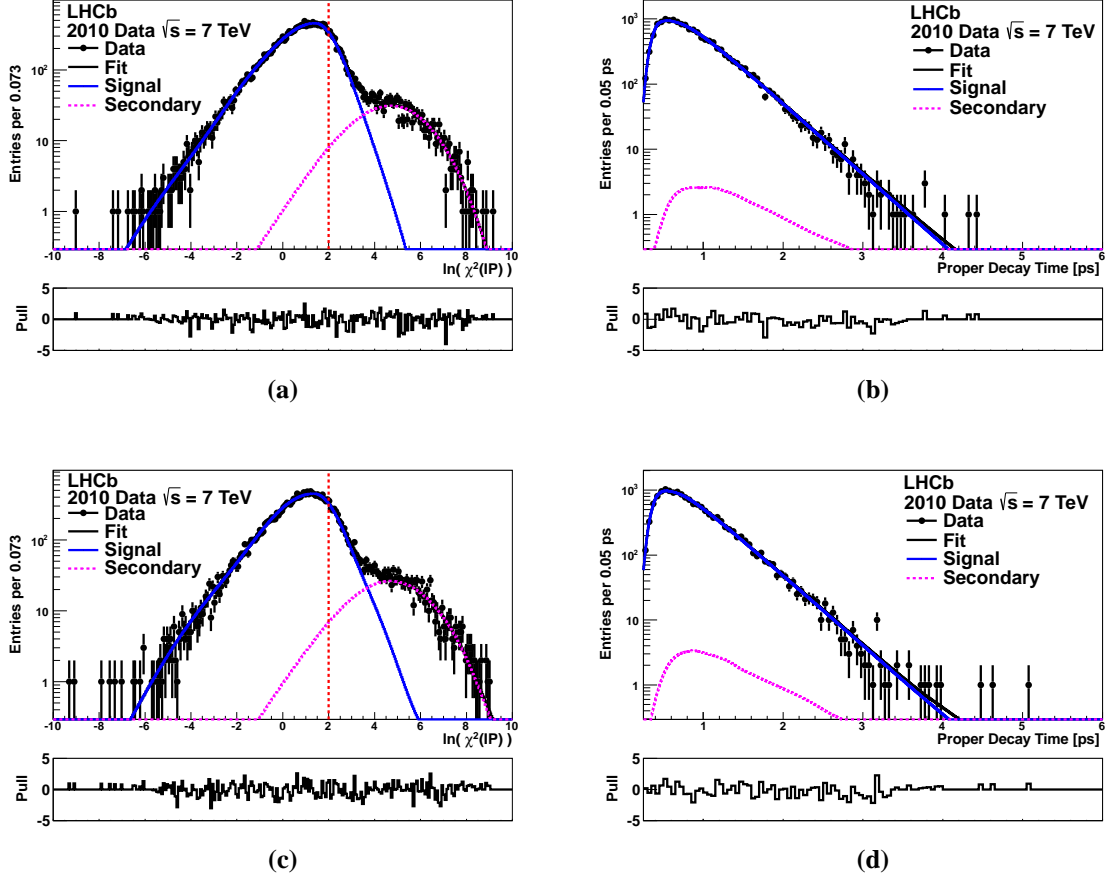 LHCb
2010 Data √s = 7 TeV
Data
Fit
Signal
Secondary
Entries per 0.073
10²
10
1
-10 -8 -6 -4 -2 0 2 4 6 8 10
ln( χ²(IP) )
Pull
5
0
-5
(a)
LHCb
2010 Data √s = 7 TeV
Data
Fit
Signal
Secondary
Entries per 0.05 ps
10³
10²
10
1
1 2 3 4 5 6
Proper Decay Time [ps]
Pull
5
0
-5
(b)
LHCb
2010 Data √s = 7 TeV
Data
Fit
Signal
Secondary
Entries per 0.073
10²
10
1
-10 -8 -6 -4 -2 0 2 4 6 8 10
ln( χ²(IP) )
Pull
5
0
-5
(c)
LHCb
2010 Data √s = 7 TeV
Data
Fit
Signal
Secondary
Entries per 0.05 ps
10³
10²
10
1
1 2 3 4 5 6
Proper Decay Time [ps]
Pull
5
0
-5
(d)